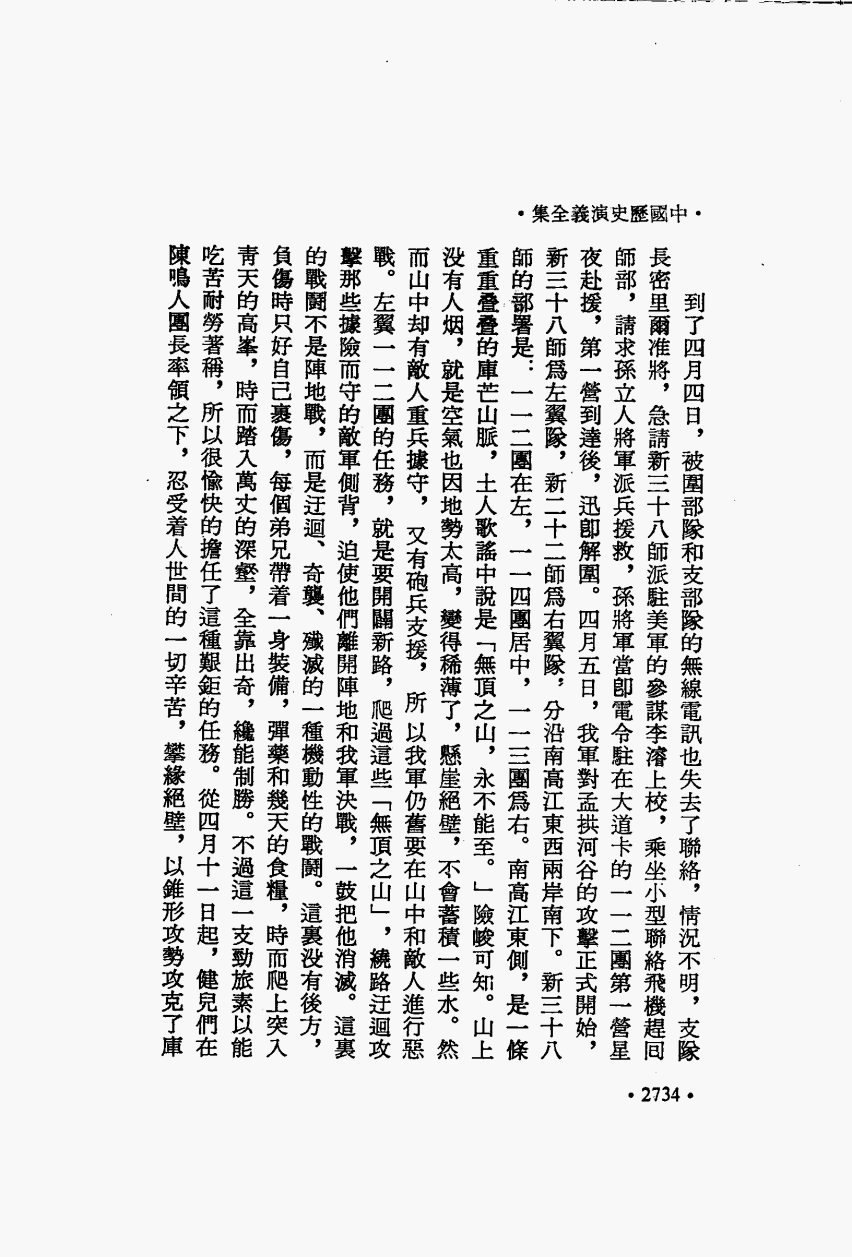 •中國歷史演義全集•
到了四月四日，被圍部隊和支部隊的無線電訊也失去了聯絡，情況不明，支隊
長密里爾准將，急請新三十八師派駐美軍的參謀李濬上校，乘坐小型聯絡飛機趕囘
師部，請求孫立人將軍派兵援救，孫將軍當卽電令駐在大道卡的一一二團第一營星
夜赴援，第一營到達後，迅卽解圍。四月五日，我軍對孟拱河谷的攻擊正式開始，
新三十八師爲左翼隊，新二十二師爲右翼隊，分沿南高江東西兩岸南下。新三十八
師的部署是：一一二團在左，一一四團居中，一一三團爲右。南高江東側，是一條
重重疊疊的庫芒山脈，土人歌謠中說是「無頂之山，永不能至。」險峻可知。山上
没有人烟，就是空氣也因地勢太高，變得稀薄了，懸崖絕壁，不會蓄積一些水。然
而山中却有敵人重兵據守，又有砲兵支援，所以我軍仍舊要在山中和敵人進行惡
戰。左翼一一二團的任務，就是要開闢新路，爬過這些「無頂之山」，繞路迂迴攻
擊那些據險而守的敵軍側背，迫使他們離開陣地和我軍決戰，一鼓把他消滅。這裏
的戰鬪不是陣地戰，而是迂迴、奇襲、殲滅的一種機動性的戰鬪。這裏没有後方，
負傷時只好自己裹傷，每個弟兄帶着一身裝備，彈藥和幾天的食糧，時而爬上突入
靑天的高峯，時而踏入萬丈的深壑，全靠出奇，纔能制勝。不過這一支勁旅素以能
吃苦耐勞著稱，所以很愉快的擔任了這種艱鉅的任務。從四月十一日起，健兒們在
陳鳴人團長率領之下，忍受着人世間的一切辛苦，攀緣絕壁，以錐形攻勢攻克了庫
•2734•